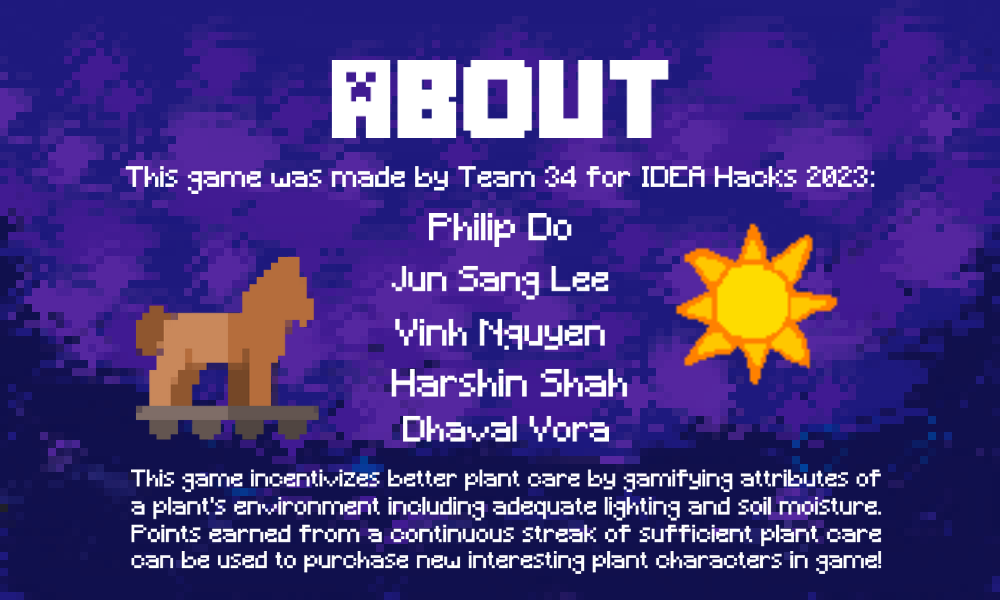 ABOUT
This game was made by Team 34 for IDEA Hacks 2023:
Philip Do
Jun Sang Lee
Vinh Nguyen
Harshin Shah
Dhaval Vora
This game incentivizes better plant care by gamifying attributes of
a plant's environment including adequate lighting and soil moisture.
Points earned from a continuous streak of sufficient plant care
can be used to purchase new interesting plant characters in game!